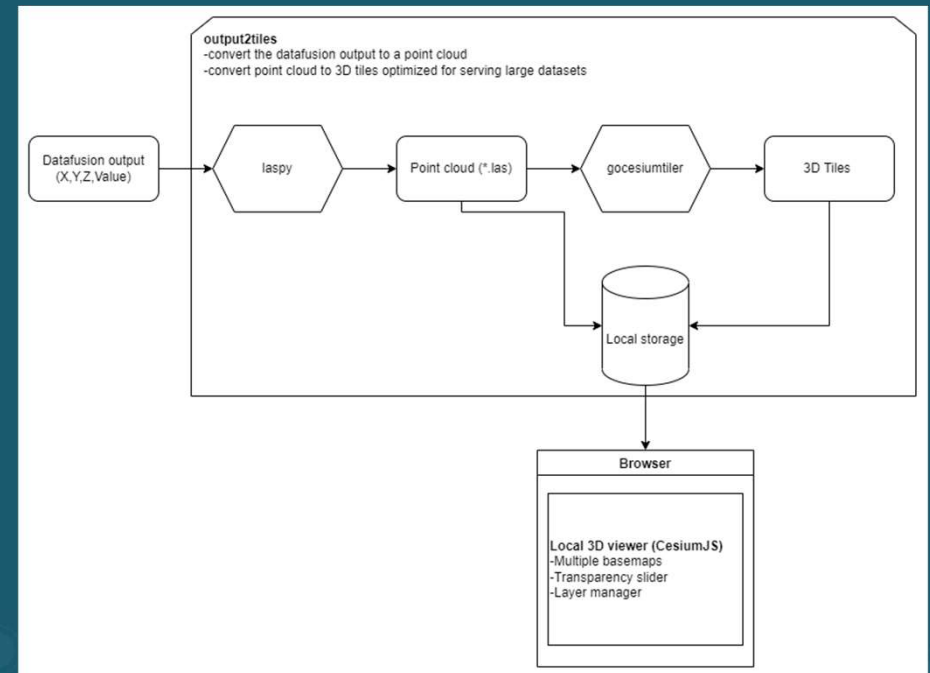 output2tiles
-convert the datafusion output to a point cloud
-convert point cloud to 3D tiles optimized for serving large datasets
Datafusion output
(X,Y,Z,Value)
laspy
Point cloud (*.las)
gocesiumtiler
3D Tiles
Local storage
Browser
Local 3D viewer (CesiumJS)
-Multiple basemaps
-Transparency slider
-Layer manager